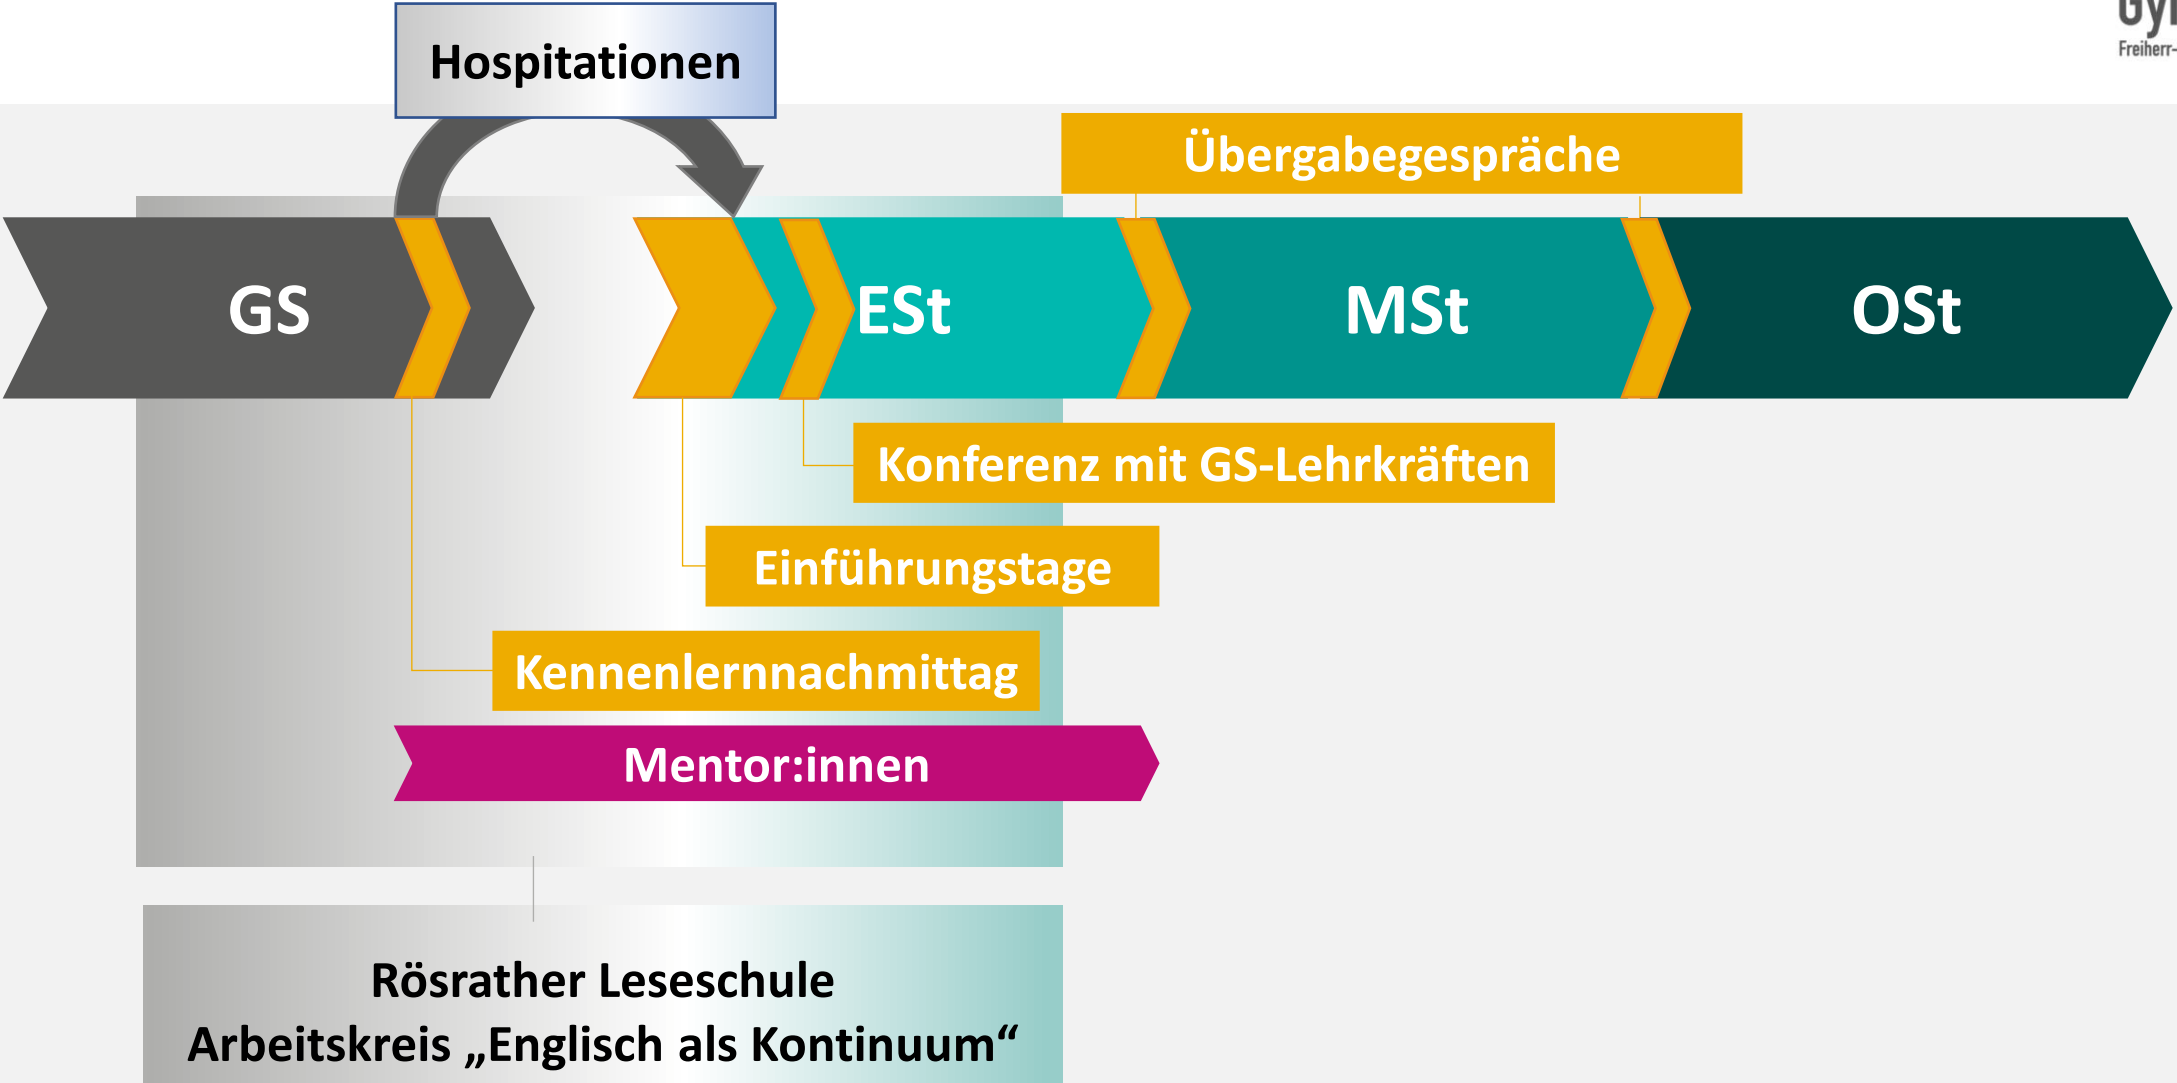 Hospitationen
Freiherr-
Übergabegespräche
GS
ESt
MSt
OSt
Konferenz mit GS-Lehrkräften
Einführungstage
Kennenlernnachmittag
Mentor:innen
Rösrather Leseschule
Arbeitskreis „Englisch als Kontinuum“